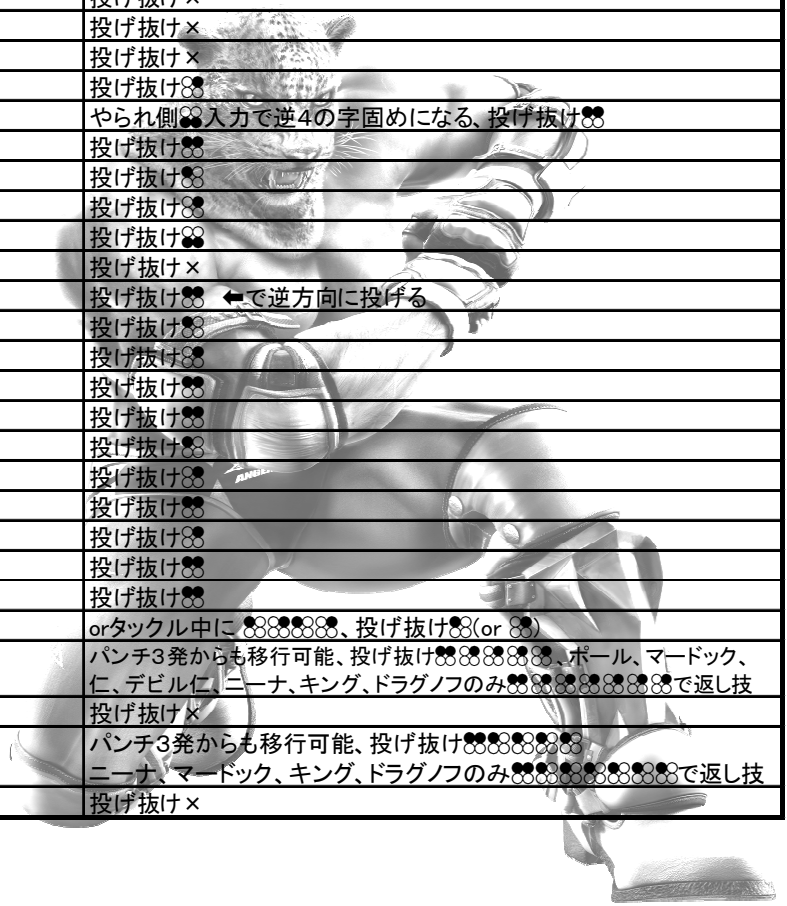 投げ抜け×
投げ抜け×
投げ抜け×
投げ抜け
やられ側 入力で逆4の字固めになる、投げ抜け
投げ抜け
投げ抜け
投げ抜け
投げ抜け
投げ抜け×
投げ抜け ⬅で逆方向に投げる
投げ抜け
投げ抜け
投げ抜け
投げ抜け
投げ抜け
投げ抜け
投げ抜け
投げ抜け
投げ抜け
投げ抜け
orタックル中に 、投げ抜け (or )
パンチ3発からも移行可能、投げ抜け 、ポール、マードック、
仁、デビル仁、ニーナ、キング、ドラグノフのみ で返し技
投げ抜け×
パンチ3発からも移行可能、投げ抜け
ニーナ、マードック、キング、ドラグノフのみ で返し技
投げ抜け×